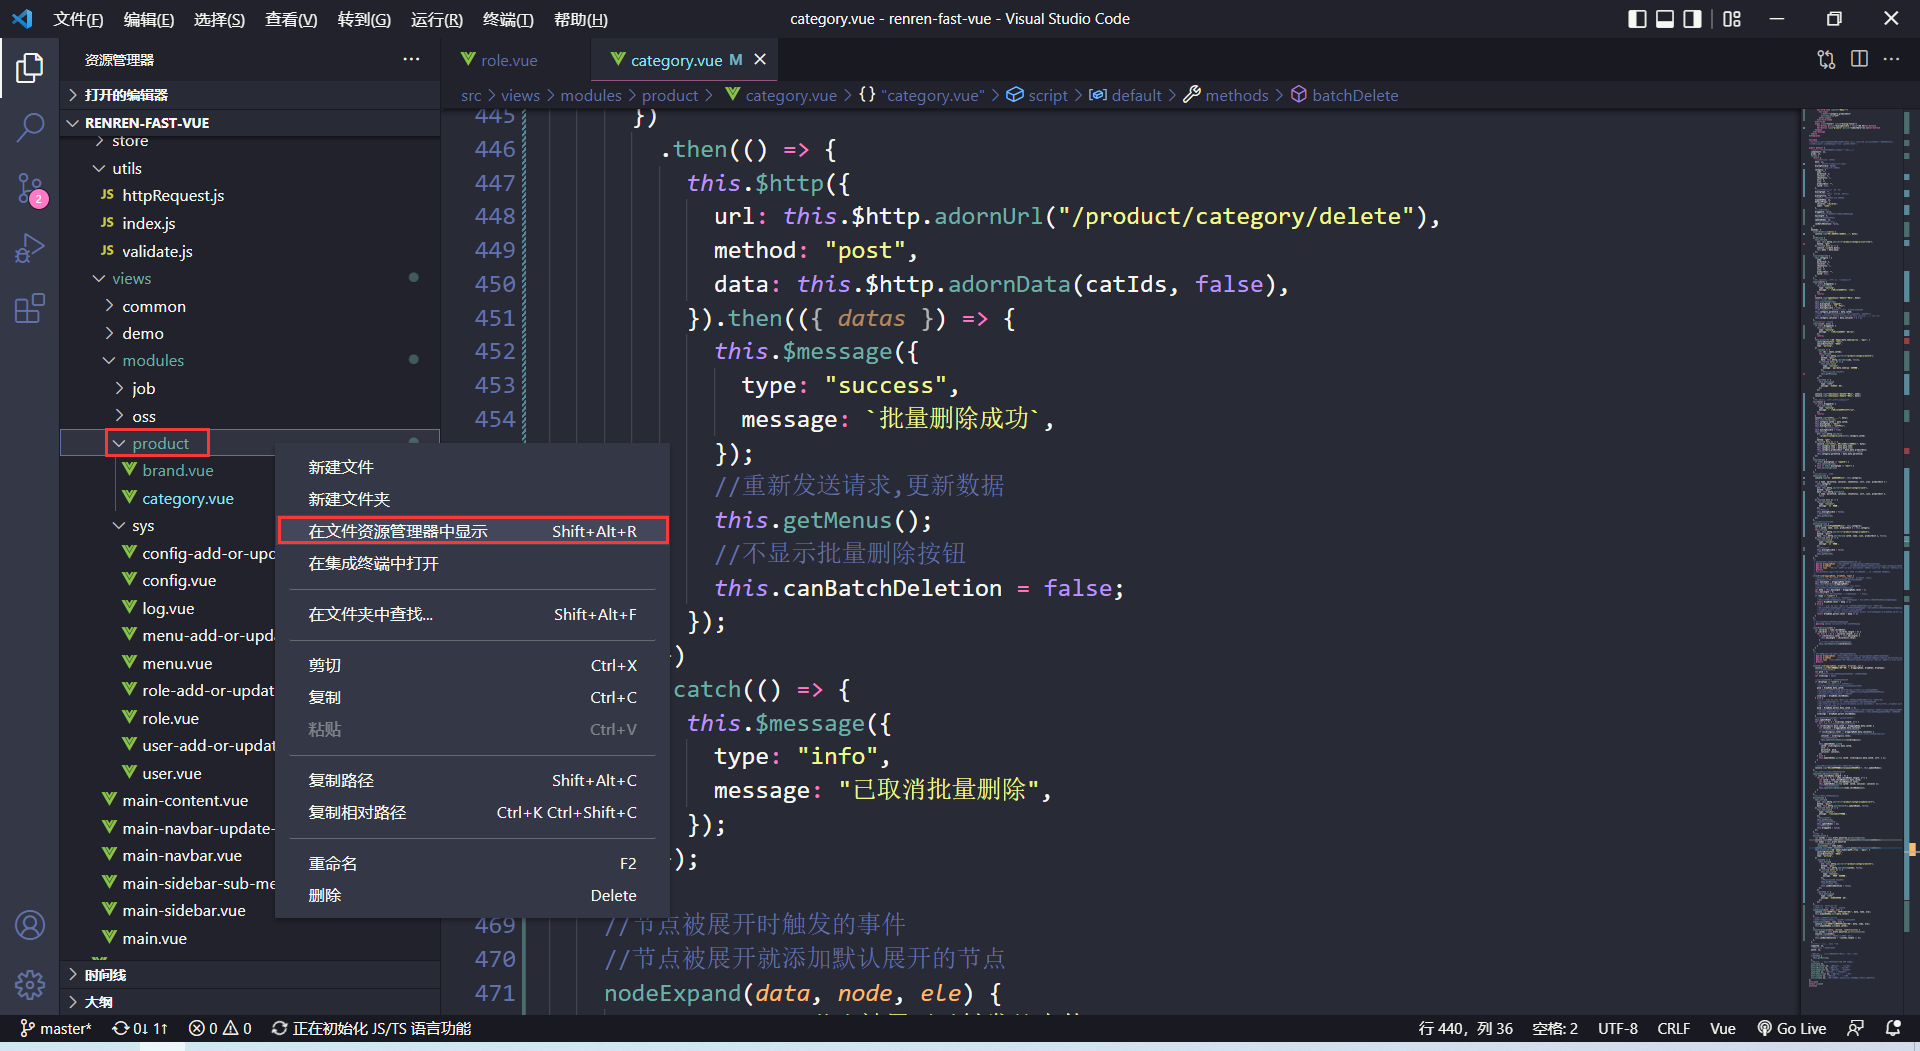 文件(F) 编辑(E) 选择(S) 查看(V) 转到(G) 运行(R) 终端(T) 帮助(H) category.vue - renren-fast-vue - Visual Studio Code
资源管理器
role.vue category.vue M
打开的编辑器
src views modules product category.vue {} "category.vue" script default methods batchDelete
RENREN-FAST-VUE
store
utils
JS httpRequest.js
JS index.js
JS validate.js
views
common
demo
modules
job
oss
product
brand.vue
category.vue
sys
config-add-or-upd
config.vue
log.vue
menu-add-or-upda
menu.vue
role-add-or-updat
role.vue
user-add-or-updat
user.vue
main-content.vue
main-navbar-update-
main-navbar.vue
main-sidebar-sub-me
main-sidebar.vue
main.vue
时间线
大纲
2
新建文件
新建文件夹
在文件资源管理器中显示 Shift+Alt+R
在集成终端中打开
在文件夹中查找... Shift+Alt+F
剪切 Ctrl+X
复制 Ctrl+C
粘贴 Ctrl+V
复制路径 Shift+Alt+C
复制相对路径 Ctrl+K Ctrl+Shift+C
重命名 F2
删除 Delete
445 })
446 .then(() => {
447 this.$http({
448 url: this.$http.adornUrl("/product/category/delete"),
449 method: "post",
450 data: this.$http.adornData(catIds, false),
451 }).then(({ datas }) => {
452 this.$message({
453 type: "success",
454 message: `批量删除成功`,
});
//重新发送请求,更新数据
this.getMenus();
//不显示批量删除按钮
this.canBatchDeletion = false;
});
)
catch(() => {
this.$message({
type: "info",
message: "已取消批量删除",
});
);
469 //节点被展开时触发的事件
470 //节点被展开就添加默认展开的节点
471 nodeExpand(data, node, ele) {
master* 0↓ 1↑ 0 0 正在初始化 JS/TS 语言功能 行 440，列 36 空格: 2 UTF-8 CRLF Vue Go Live